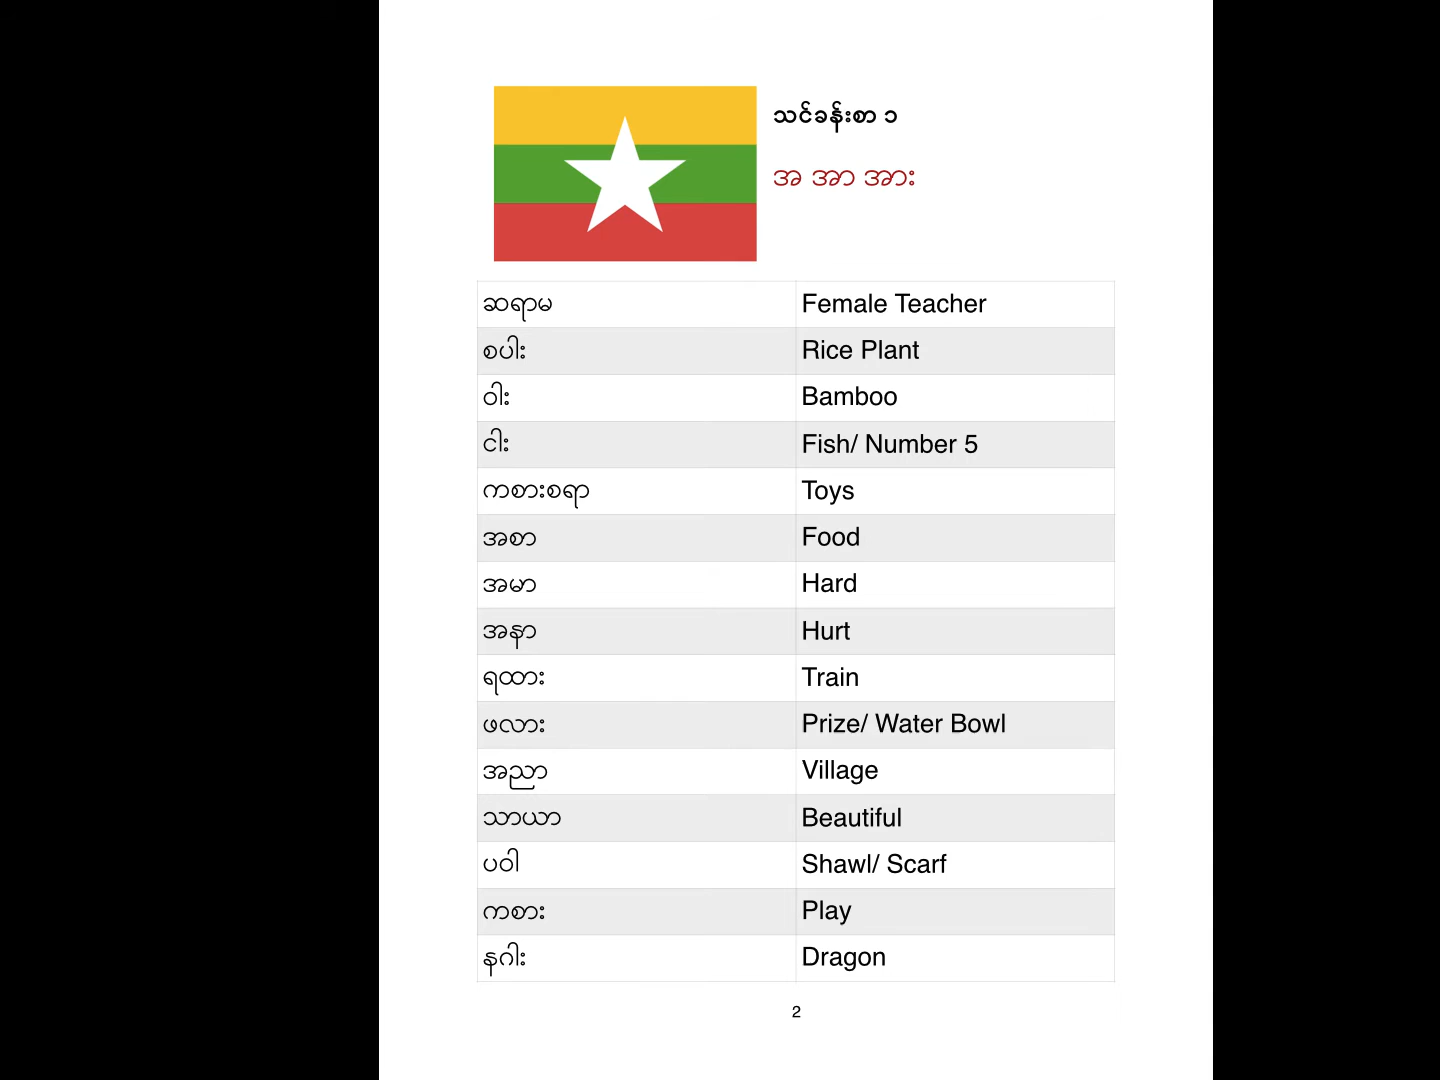 သင်ခန်းစာ ၁
အ အာ အား
ဆရာမ Female Teacher
စပါး Rice Plant
ဝါး Bamboo
ငါး Fish/ Number 5
ကစားစရာ Toys
အစာ Food
အမာ Hard
အနာ Hurt
ရထား Train
ဖလား Prize/ Water Bowl
အညာ Village
သာယာ Beautiful
ပဝါ Shawl/ Scarf
ကစား Play
နဂါး Dragon
2